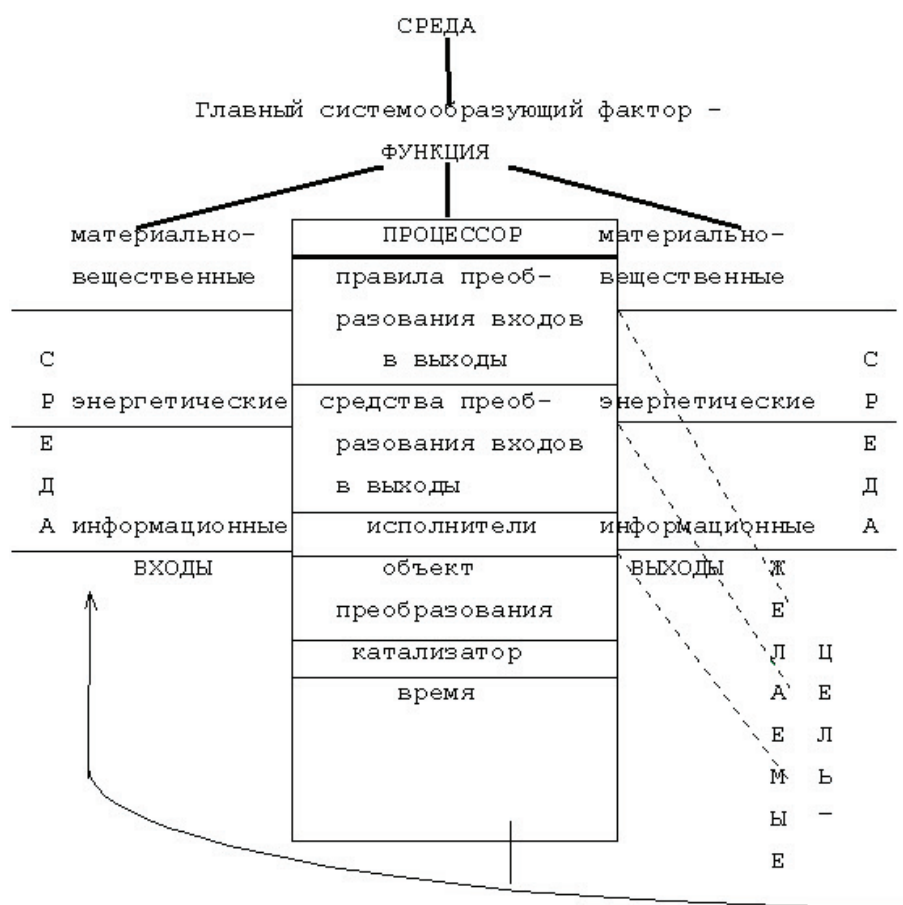 СРЕДА
Главный системообразующий фактор -
ФУНКЦИЯ
материально- ПРОЦЕССОР материально-
вещественные правила преоб- вещественные
разования входов
С в выходы С
Р энергетические средства преоб- энергетические Р
Е разования входов Е
Д в выходы Д
А информационные исполнители информационные А
ВХОДЫ объект ВЫХОДЫ Ж
преобразования Е
катализатор Л Ц
время А Е
Е Л
М Ь
Ы -
Е